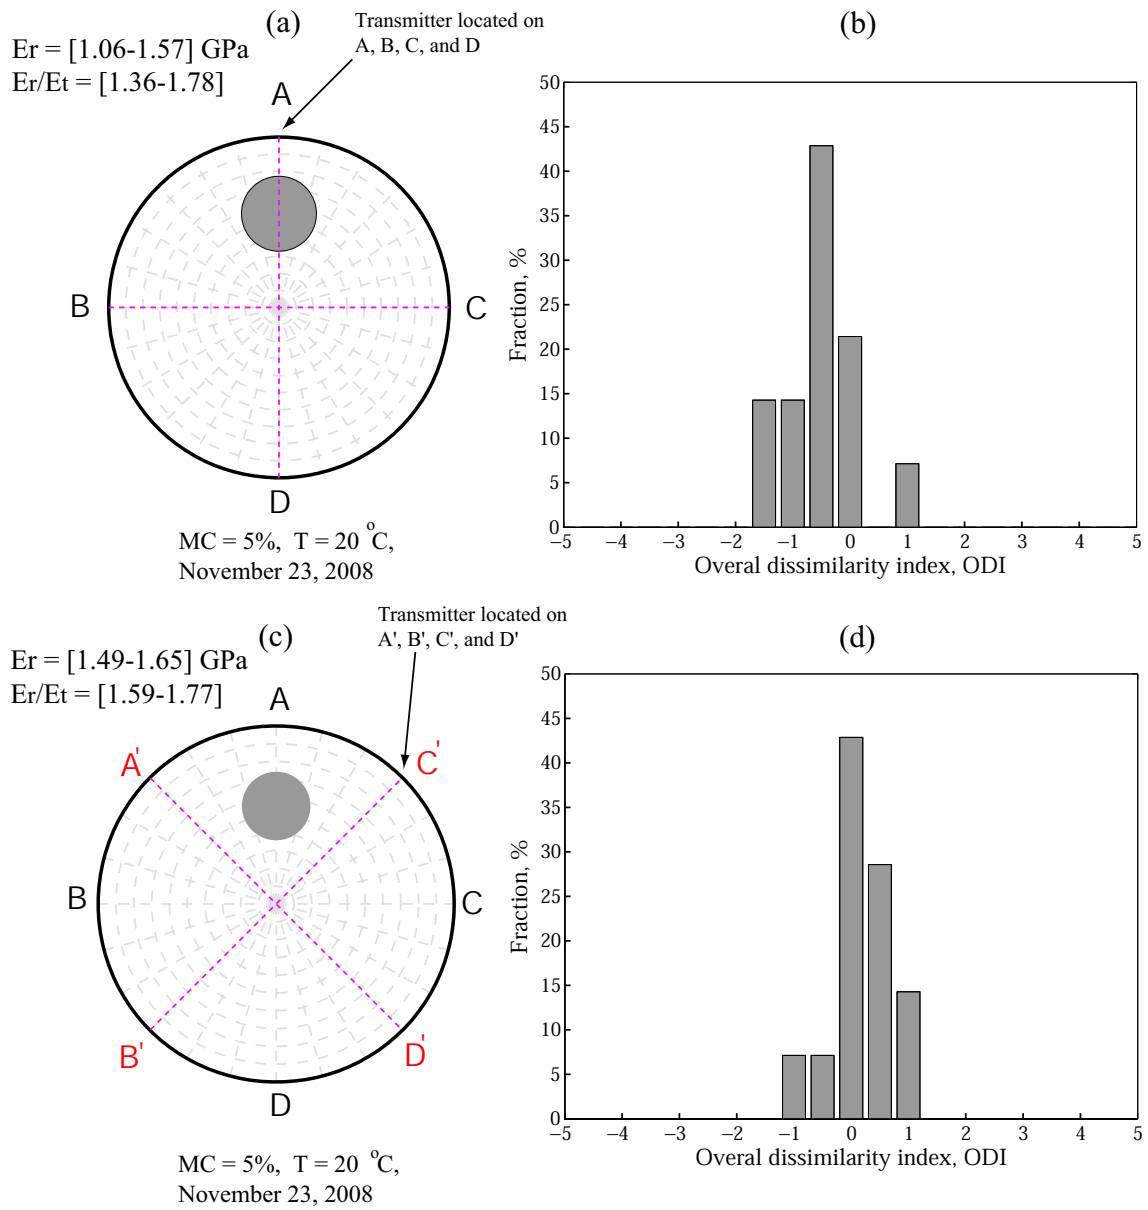 (a)
Transmitter located on
A, B, C, and D
Er = [1.06-1.57] GPa
Er/Et = [1.36-1.78]
A
B
C
D
MC = 5%, T = 20 °C,
November 23, 2008
(b)
50
45
40
35
30
25
20
15
10
5
0
Fraction, %
−5 −4 −3 −2 −1 0 1 2 3 4 5
Overal dissimilarity index, ODI
(c)
Transmitter located on
A', B', C', and D'
Er = [1.49-1.65] GPa
Er/Et = [1.59-1.77]
A
A'
C'
B
C
B'
D'
D
MC = 5%, T = 20 °C,
November 23, 2008
(d)
50
45
40
35
30
25
20
15
10
5
0
Fraction, %
−5 −4 −3 −2 −1 0 1 2 3 4 5
Overal dissimilarity index, ODI